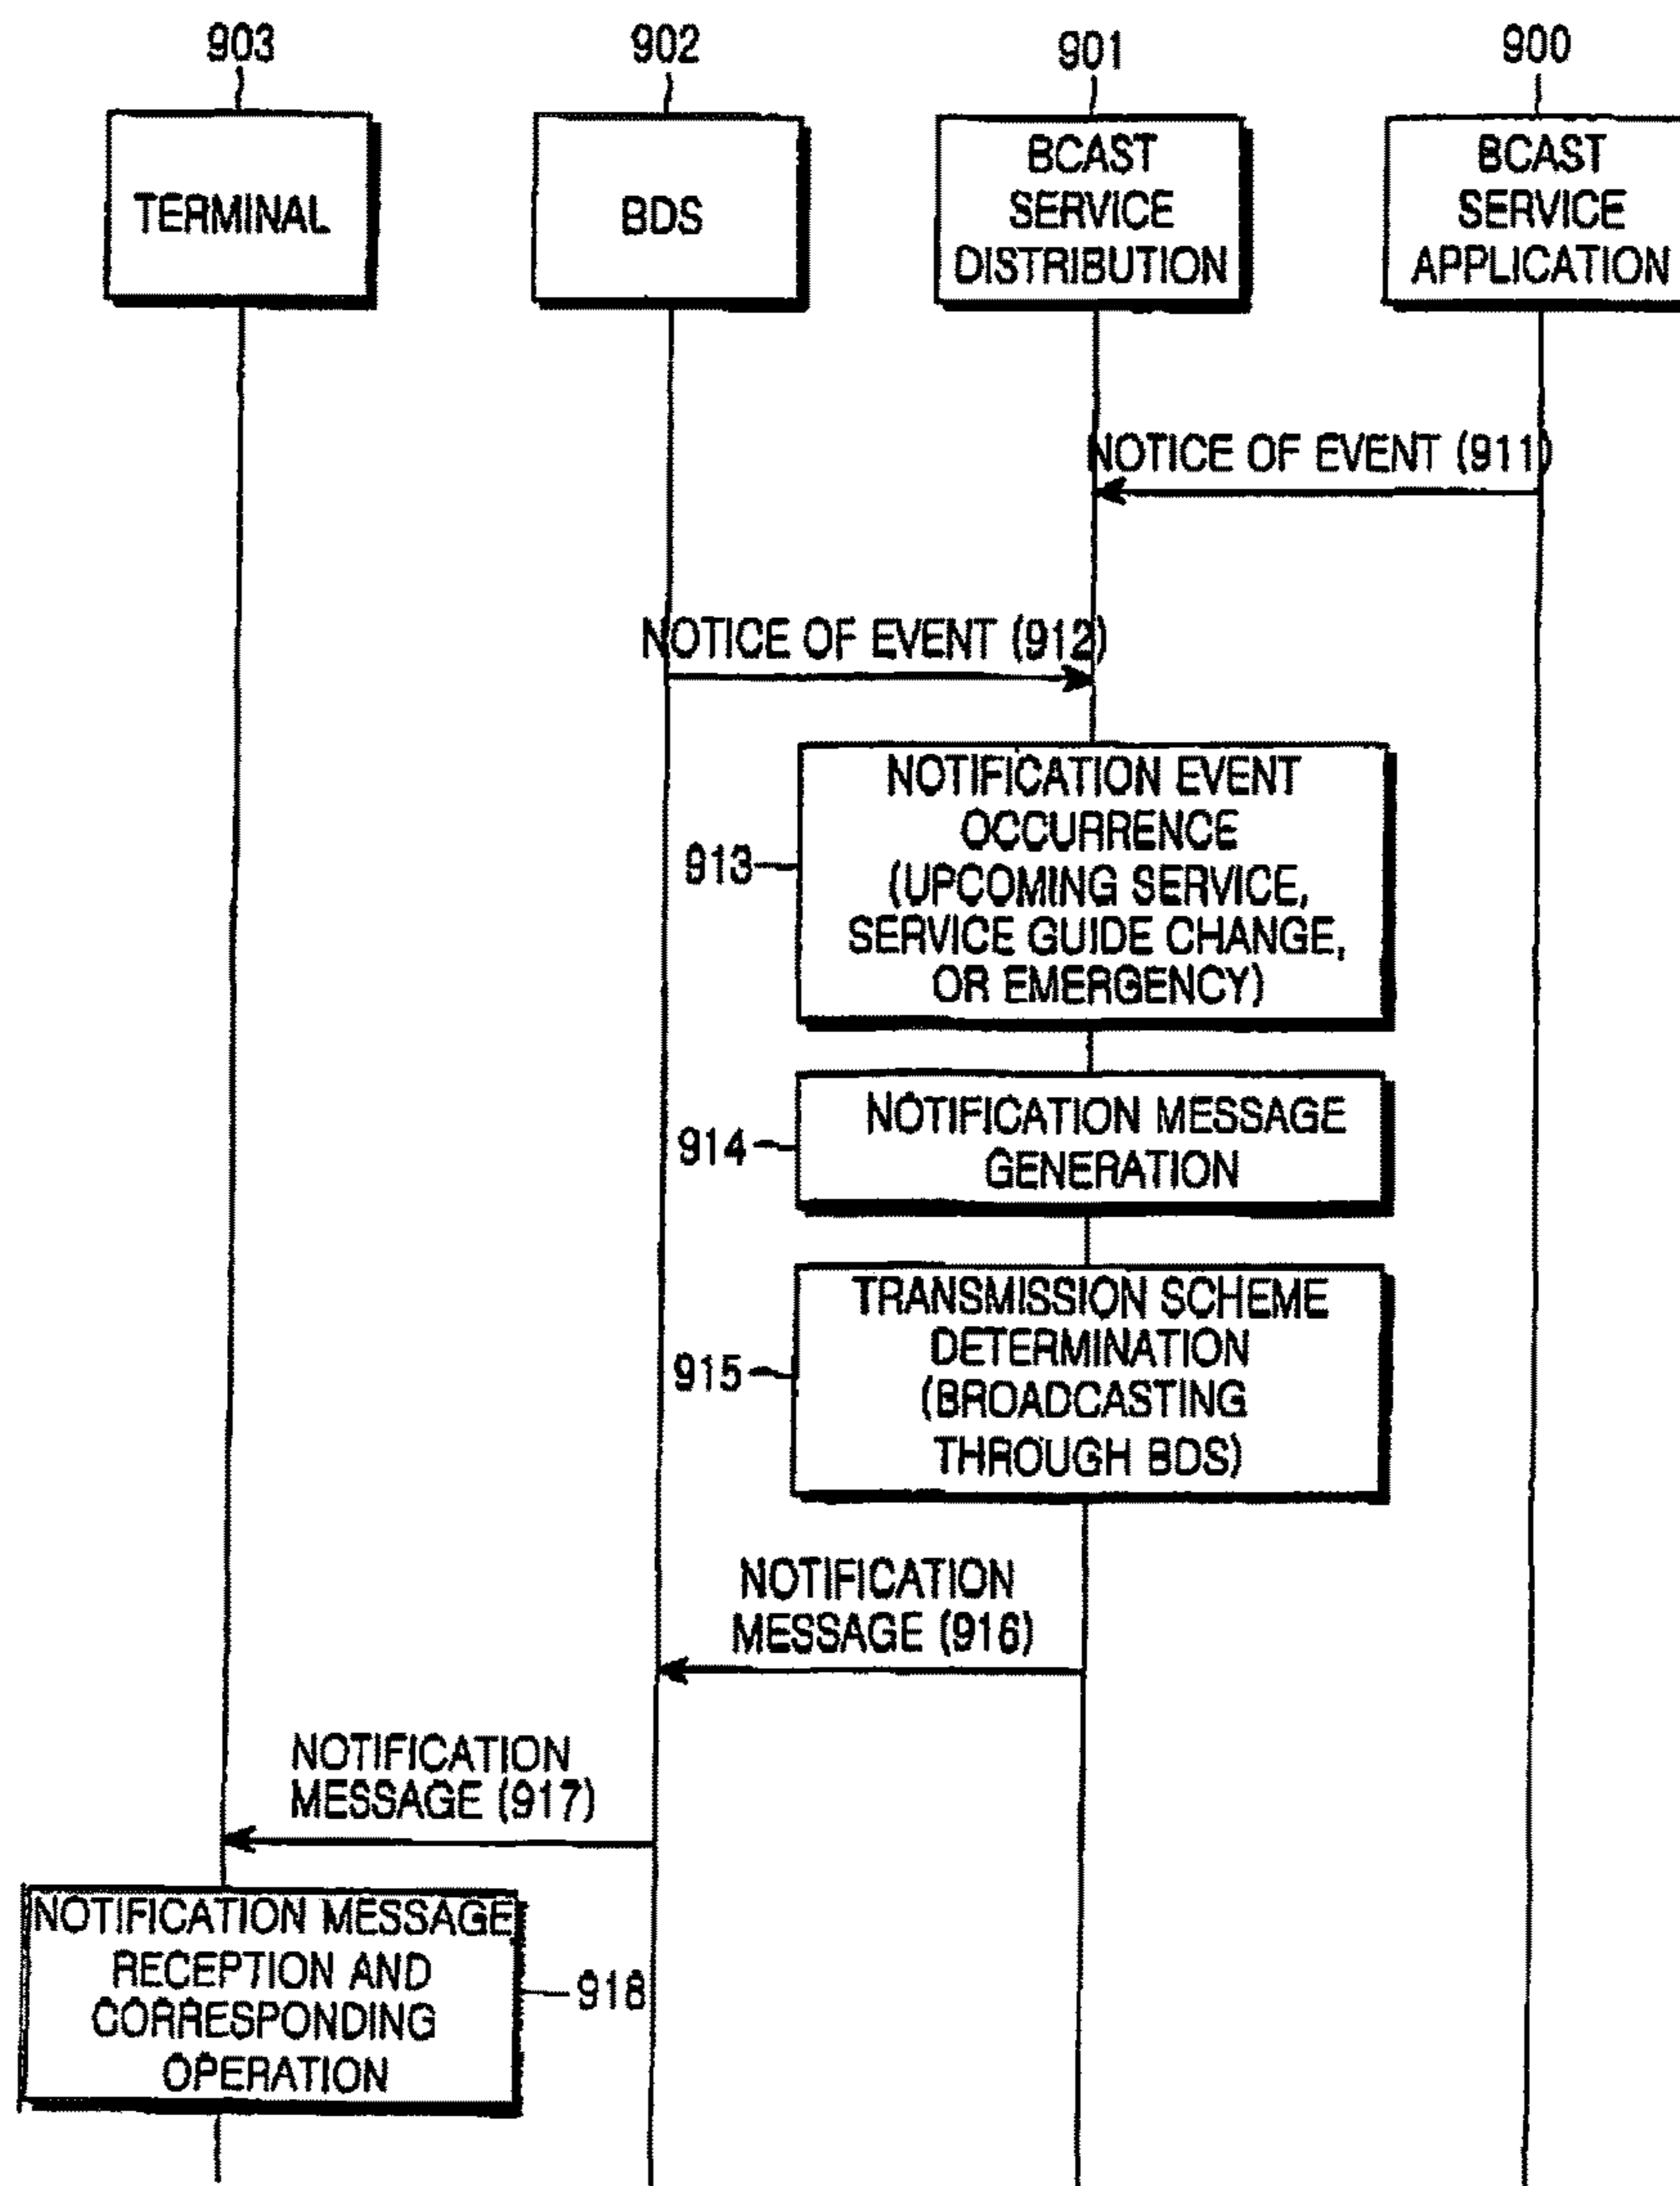 903
902
901
900
TERMINAL
BDS
BCAST
SERVICE
DISTRIBUTION
BCAST
SERVICE
APPLICATION
NOTICE OF EVENT (911)
NOTICE OF EVENT (912)
913
NOTIFICATION EVENT
OCCURRENCE
(UPCOMING SERVICE,
SERVICE GUIDE CHANGE,
OR EMERGENCY)
914
NOTIFICATION MESSAGE
GENERATION
915
TRANSMISSION SCHEME
DETERMINATION
(BROADCASTING
THROUGH BDS)
NOTIFICATION
MESSAGE (916)
NOTIFICATION
MESSAGE (917)
NOTIFICATION MESSAGE
RECEPTION AND
CORRESPONDING
OPERATION
918